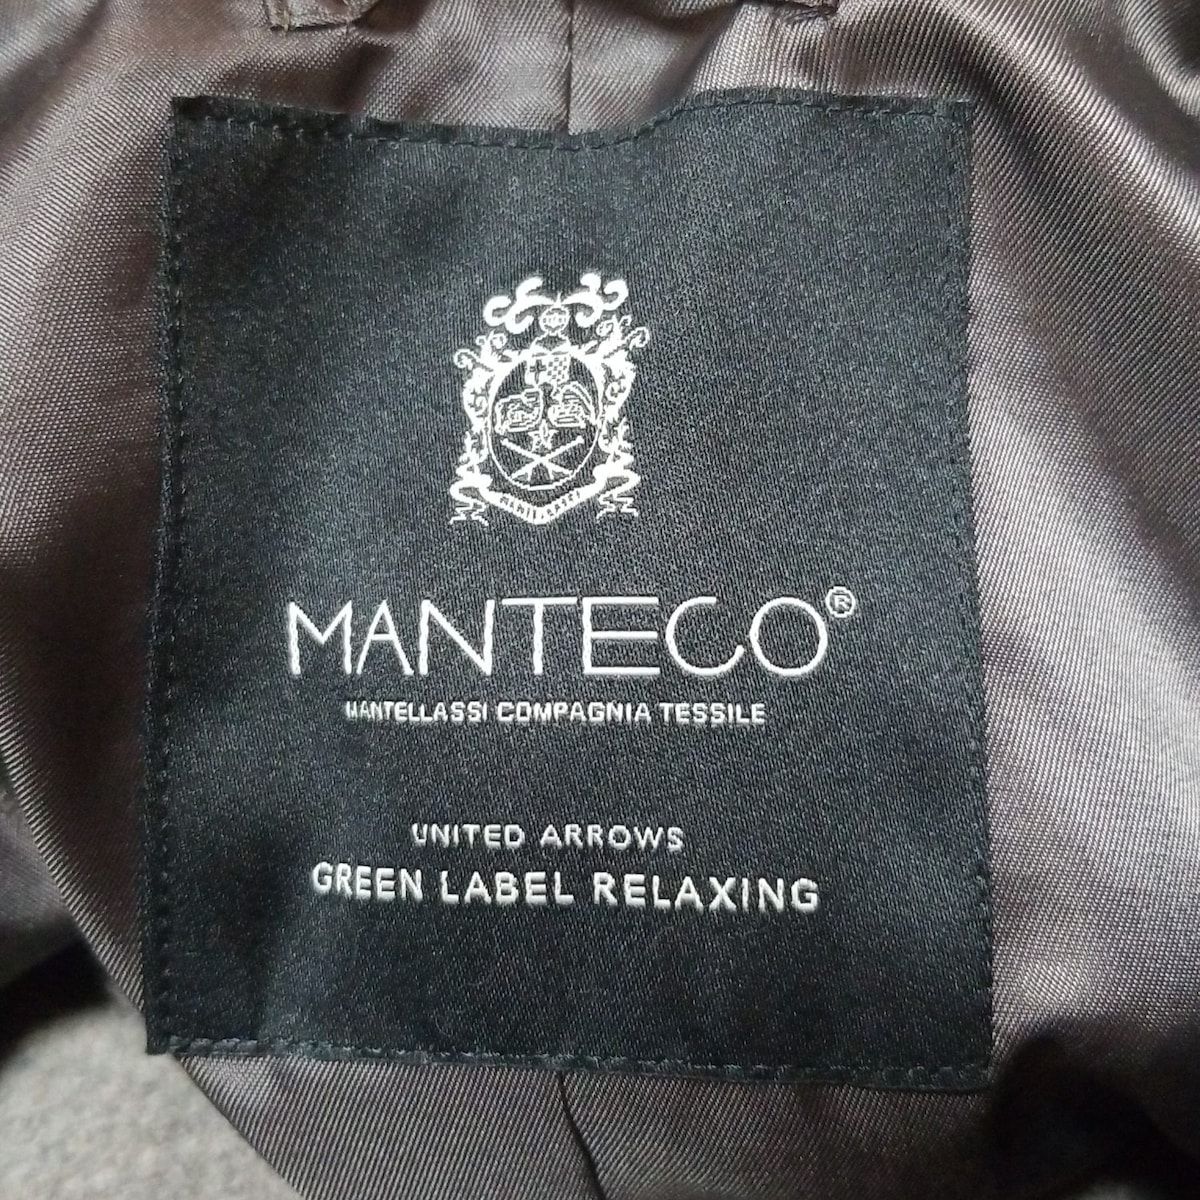 MANTECO®
MANTELLASSI COMPAGNIA TESSILE
UNITED ARROWS
GREEN LABEL RELAXING